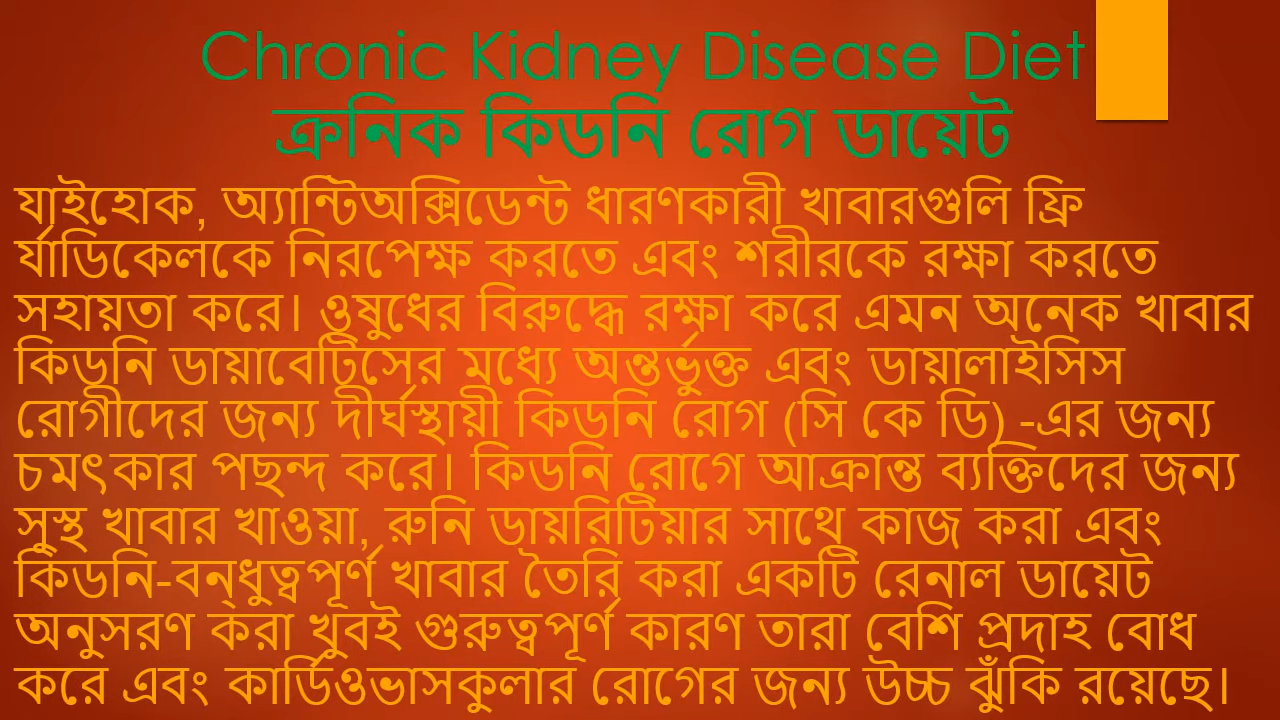 Chronic Kidney Disease Diet
ক্রনিক কিডনি রোগ ডায়েট
যাইহোক, অ্যান্টিঅক্সিডেন্ট ধারণকারী খাবারগুলি ফ্রি
র্যাডিকেলকে নিরপেক্ষ করতে এবং শরীরকে রক্ষা করতে
সহায়তা করে। ওষুধের বিরুদ্ধে রক্ষা করে এমন অনেক খাবার
কিডনি ডায়াবেটিসের মধ্যে অন্তর্ভুক্ত এবং ডায়ালাইসিস
রোগীদের জন্য দীর্ঘস্থায়ী কিডনি রোগ (সি কে ডি) -এর জন্য
চমৎকার পছন্দ করে। কিডনি রোগে আক্রান্ত ব্যক্তিদের জন্য
সুস্থ খাবার খাওয়া, রুনি ডায়রিটিয়ার সাথে কাজ করা এবং
কিডনি-বন্ধুত্বপূর্ণ খাবার তৈরি করা একটি রেনাল ডায়েট
অনুসরণ করা খুবই গুরুত্বপূর্ণ কারণ তারা বেশি প্রদাহ বোধ
করে এবং কার্ডিওভাসকুলার রোগের জন্য উচ্চ ঝুঁকি রয়েছে।